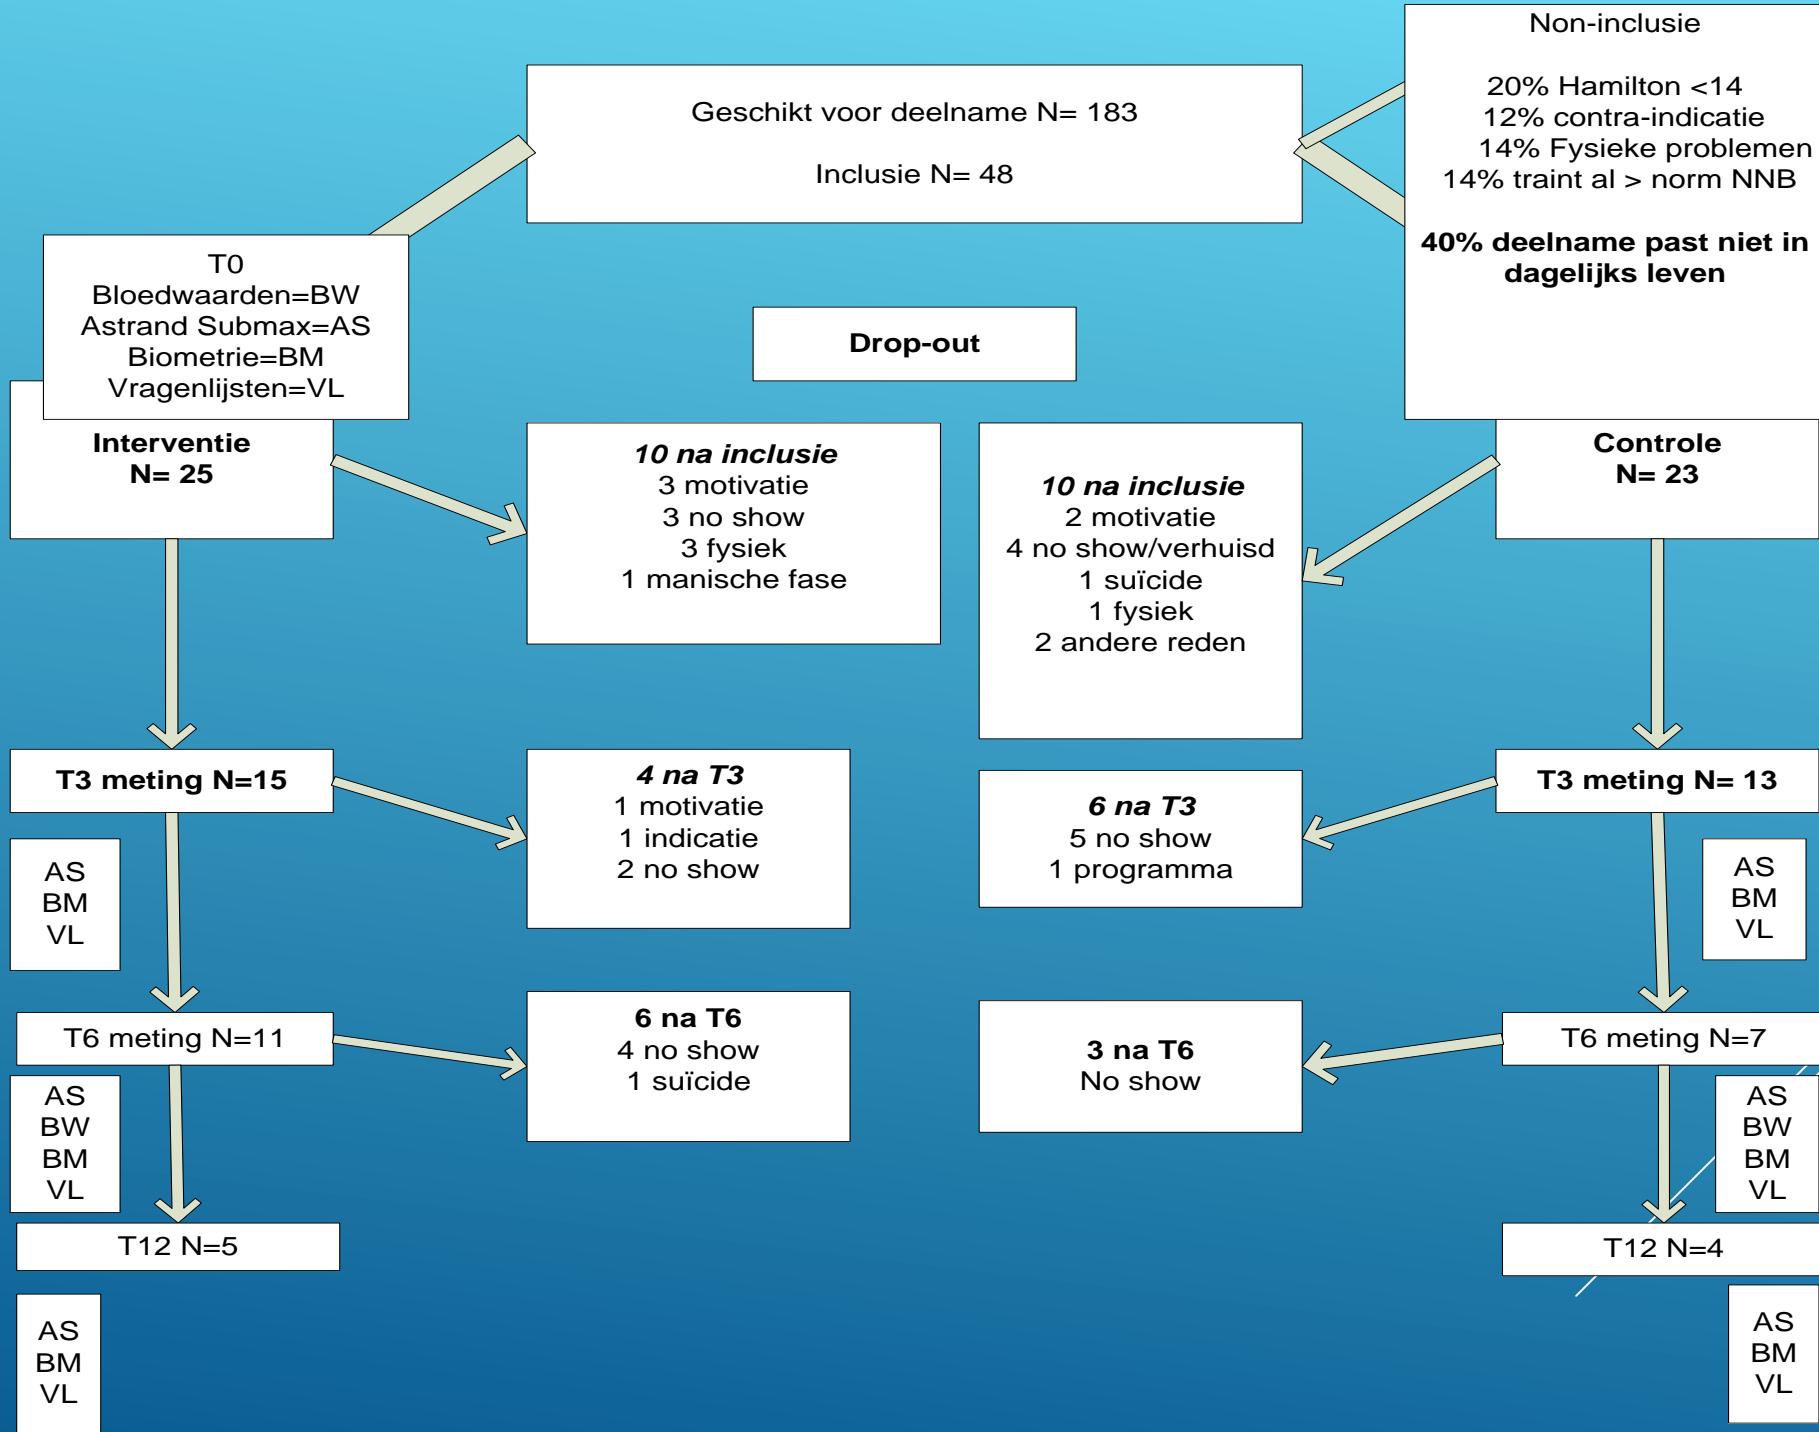 Non-inclusie
20% Hamilton <14
12% contra-indicatie
14% Fysieke problemen
14% traint al > norm NNB
40% deelname past niet in
dagelijks leven
Geschikt voor deelname N= 183
Inclusie N= 48
T0
Bloedwaarden=BW
Astrand Submax=AS
Biometrie=BM
Vragenlijsten=VL
Drop-out
Interventie
N= 25
10 na inclusie
3 motivatie
3 no show
3 fysiek
1 manische fase
10 na inclusie
2 motivatie
4 no show/verhuisd
1 suïcide
1 fysiek
2 andere reden
Controle
N= 23
T3 meting N=15
4 na T3
1 motivatie
1 indicatie
2 no show
6 na T3
5 no show
1 programma
T3 meting N= 13
AS
BM
VL
AS
BM
VL
T6 meting N=11
6 na T6
4 no show
1 suïcide
3 na T6
No show
T6 meting N=7
AS
BW
BM
VL
AS
BW
BM
VL
T12 N=5
T12 N=4
AS
BM
VL
AS
BM
VL